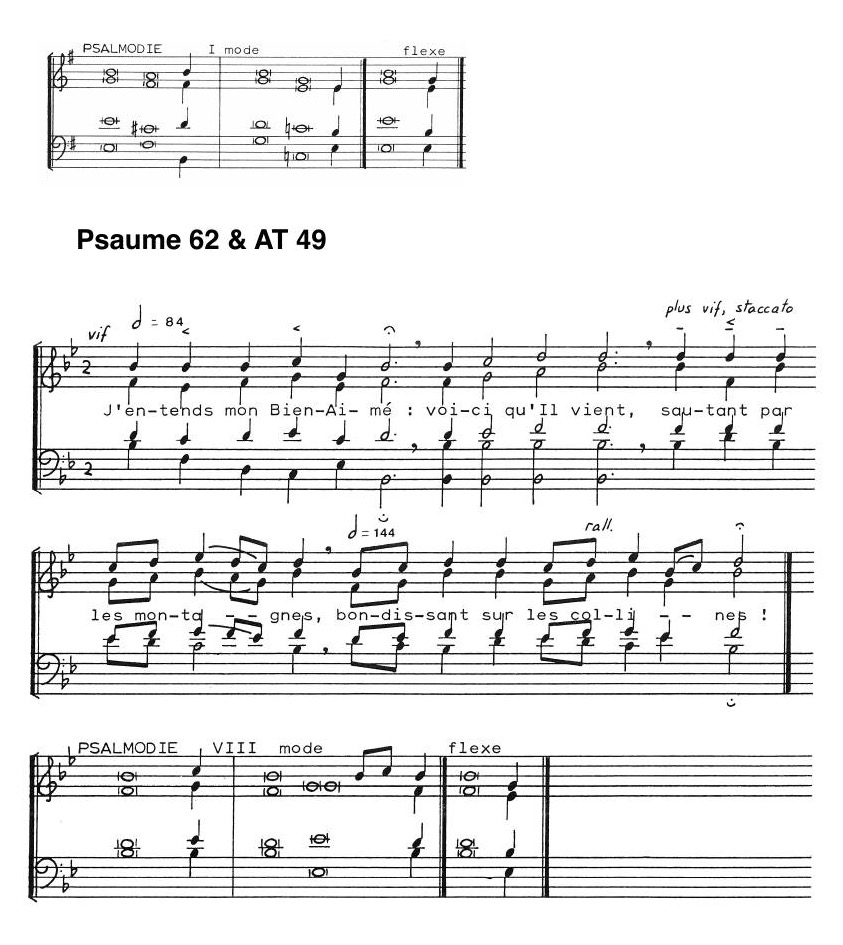 PSALMODIE I mode flexe
Psaume 62 & AT 49
vif = 84 plus vif, staccato
2
J'en-tends mon Bien-Ai- mé : voi-ci qu'Il vient, sau-tant par
2
= 144 rall.
les mon-ta - - gnes, bon-dis-sant sur les col-li - - nes !
PSALMODIE VIII mode flexe